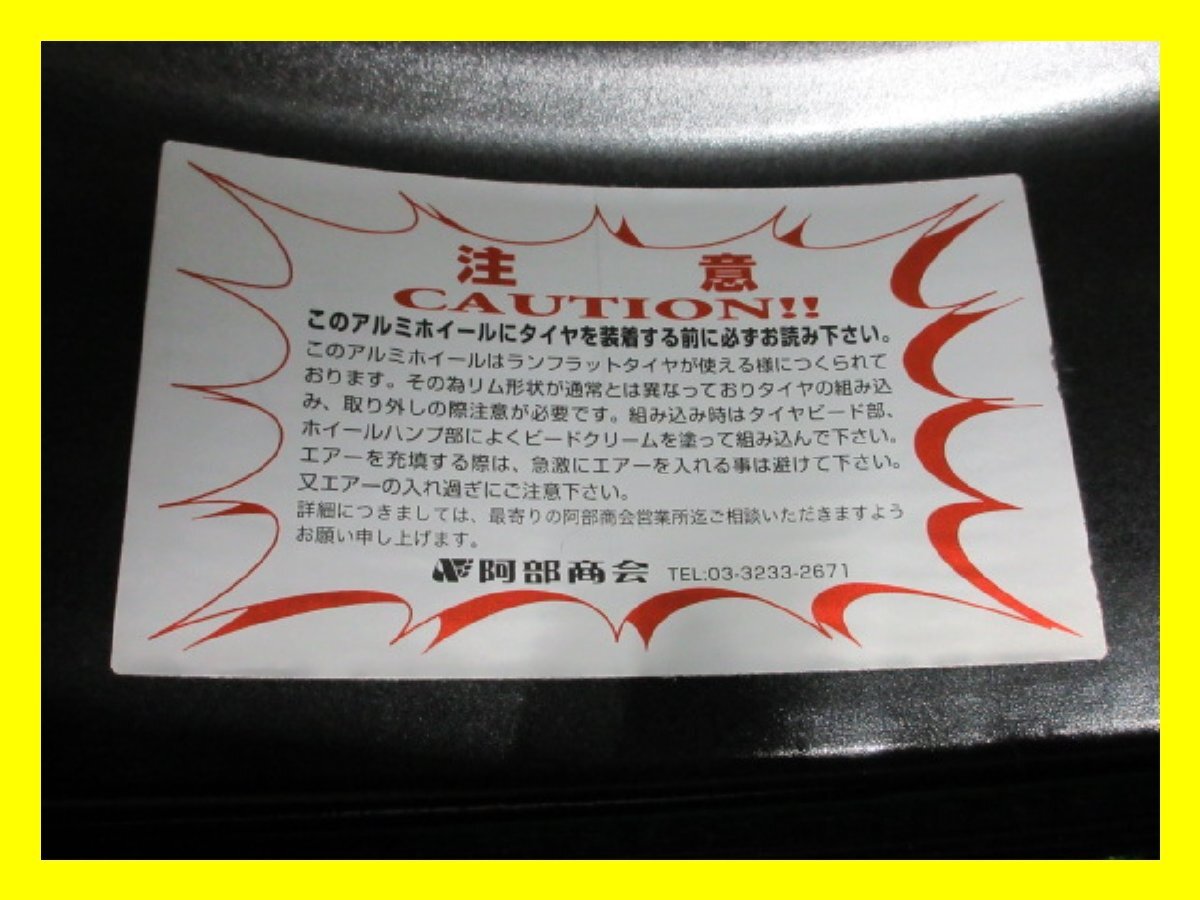 注 意
CAUTION!!
このアルミホイールにタイヤを装着する前に必ずお読み下さい。
このアルミホイールはランフラットタイヤが使える様につくられて
おります。その為リム形状が通常とは異なっておりタイヤの組み込
み、取り外しの際注意が必要です。組み込み時はタイヤビード部、
ホイールハンプ部によくビードクリームを塗って組み込んで下さい。
エアーを充填する際は、急激にエアーを入れる事は避けて下さい。
又エアーの入れ過ぎにご注意下さい。
詳細につきましては、最寄りの阿部商会営業所迄ご相談いただきますよう
お願い申し上げます。
阿部商会 TEL:03-3233-2671